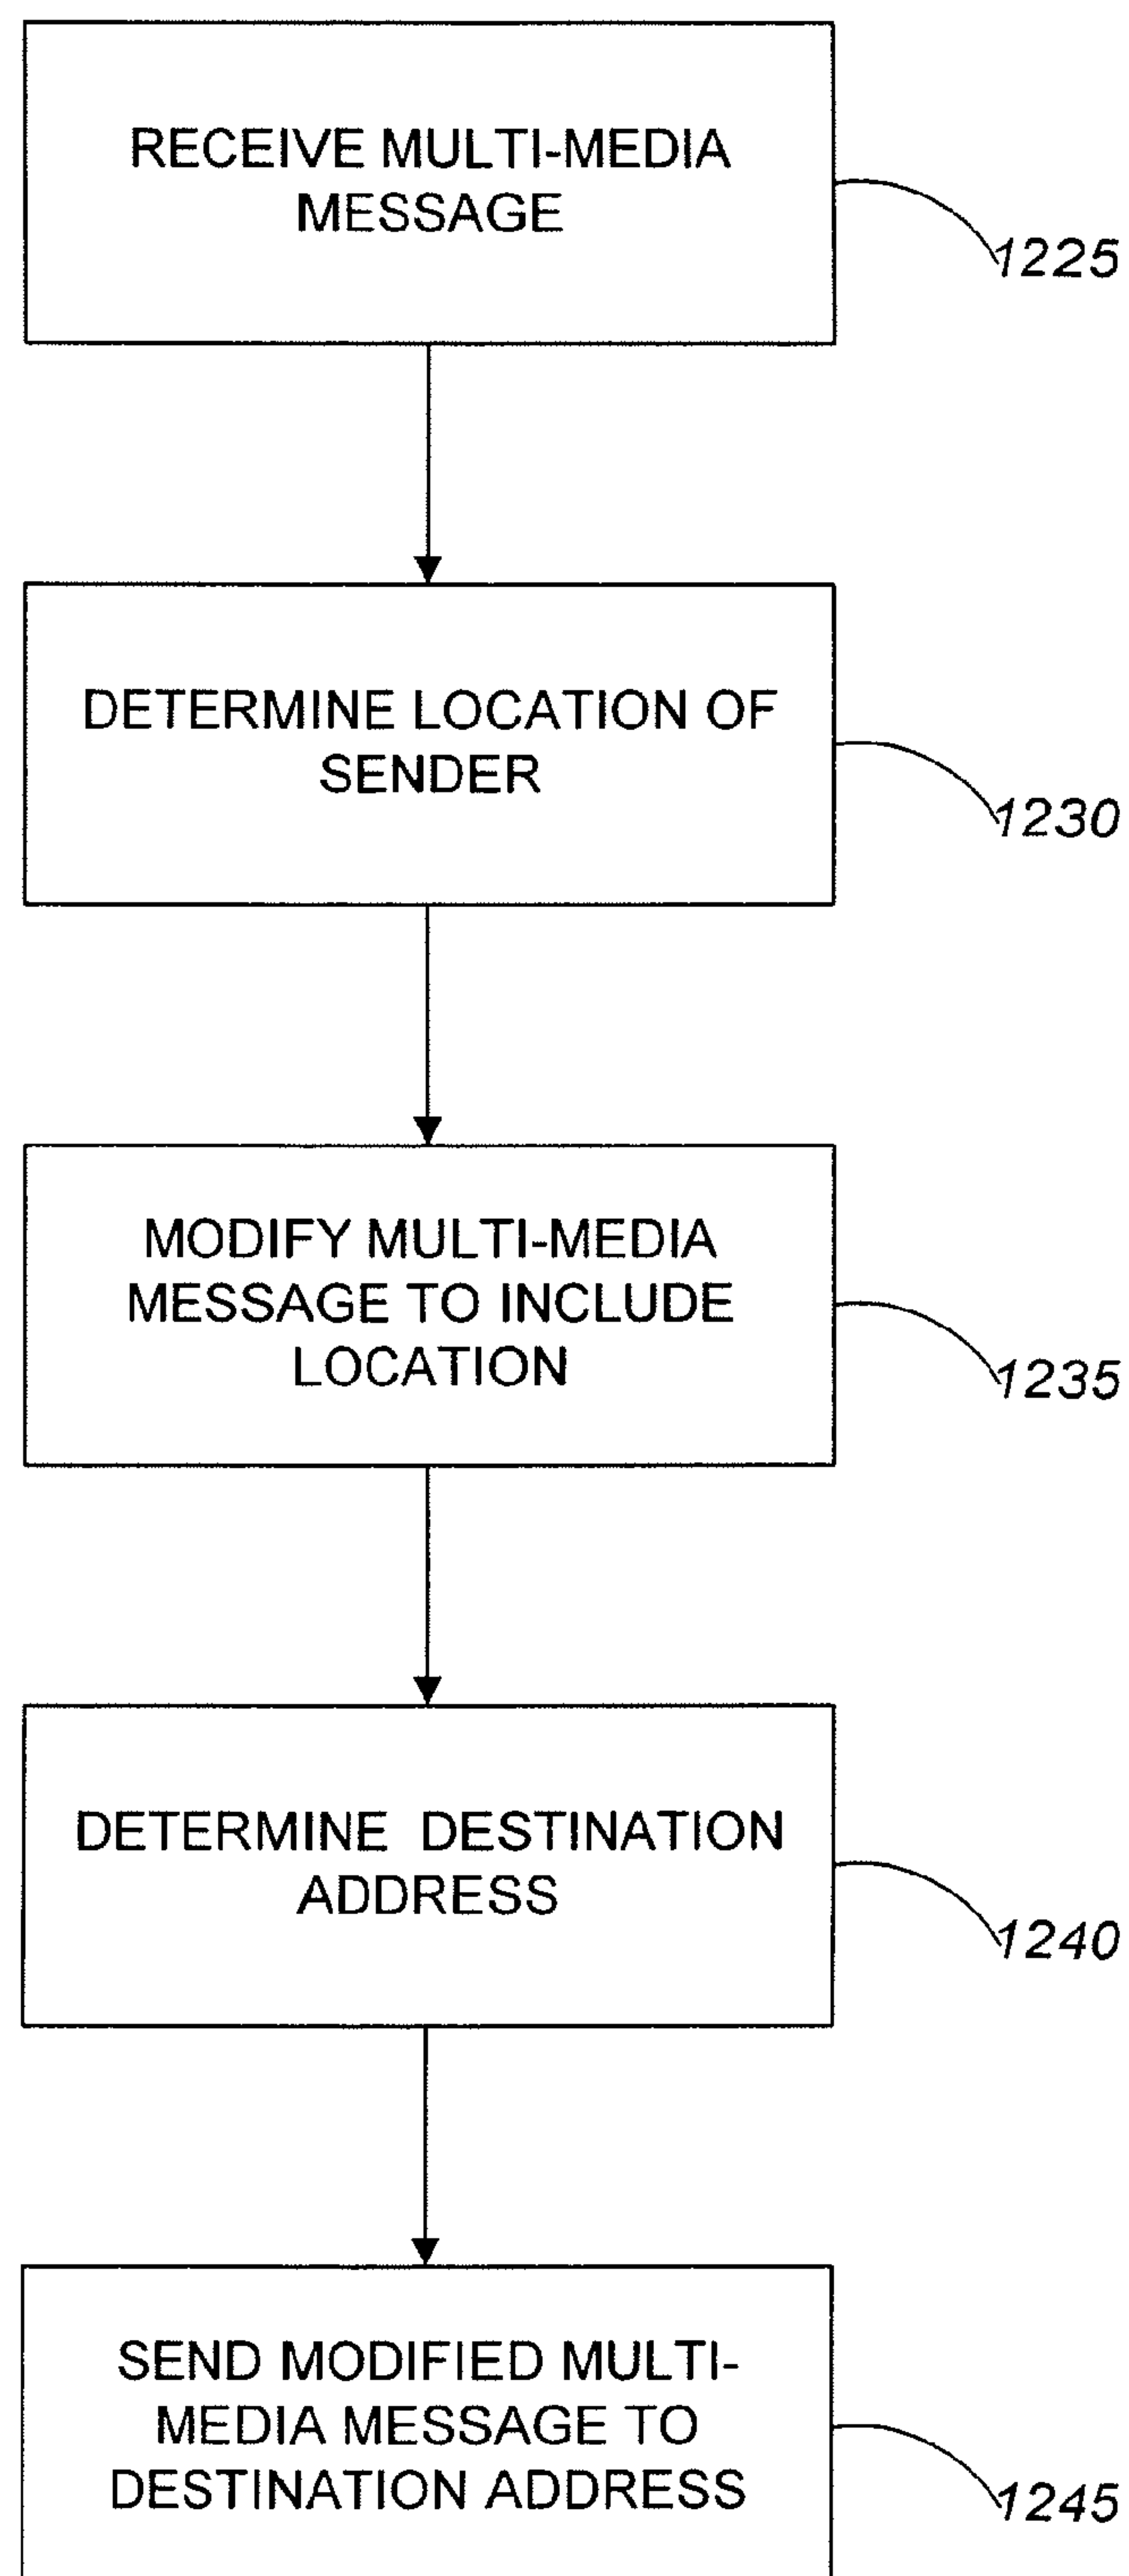 RECEIVE MULTI-MEDIA
MESSAGE
1225
DETERMINE LOCATION OF
SENDER
1230
MODIFY MULTI-MEDIA
MESSAGE TO INCLUDE
LOCATION
1235
DETERMINE DESTINATION
ADDRESS
1240
SEND MODIFIED MULTI-
MEDIA MESSAGE TO
DESTINATION ADDRESS
1245